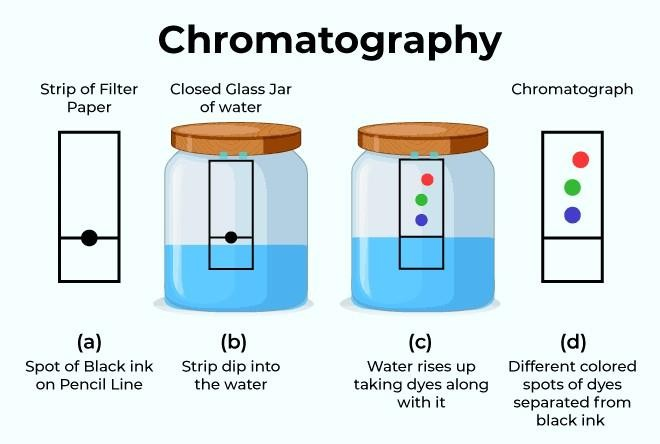 Chromatography
Strip of Filter
Paper
Closed Glass Jar
of water
Chromatograph
(a)
Spot of Black ink
on Pencil Line
(b)
Strip dip into
the water
(c)
Water rises up
taking dyes along
with it
(d)
Different colored
spots of dyes
separated from
black ink